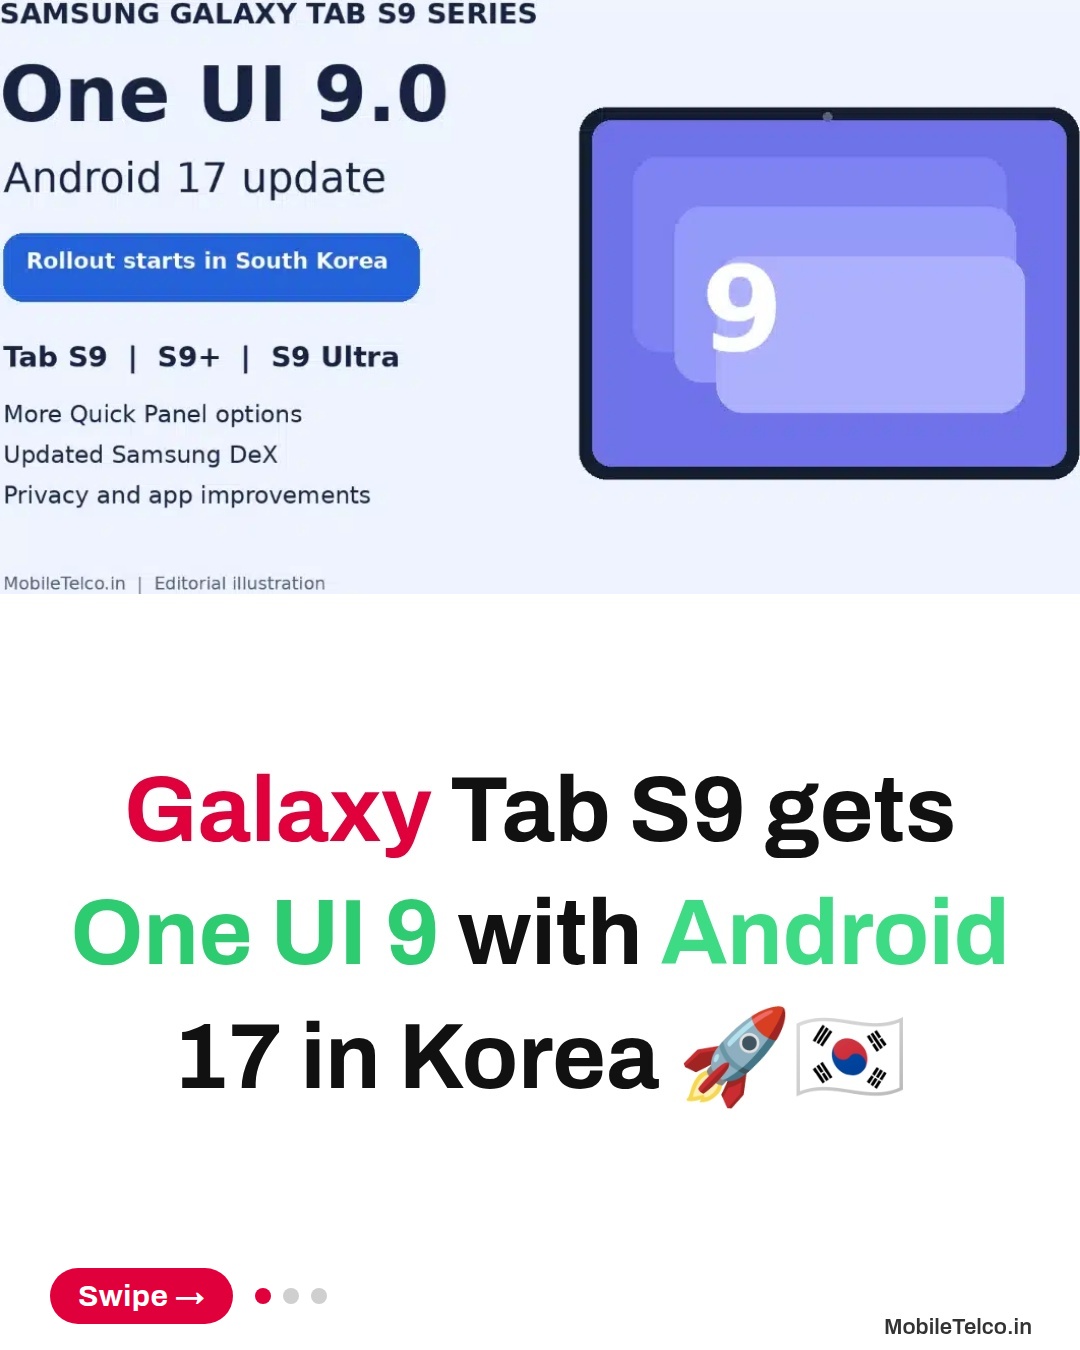 SAMSUNG GALAXY TAB S9 SERIES
One UI 9.0
Android 17 update
Rollout starts in South Korea
Tab S9 | S9+ | S9 Ultra
More Quick Panel options
Updated Samsung DeX
Privacy and app improvements
MobileTelco.in | Editorial illustration
9
Galaxy Tab S9 gets
One UI 9 with Android
17 in Korea 🚀🇰🇷
Swipe →
MobileTelco.in